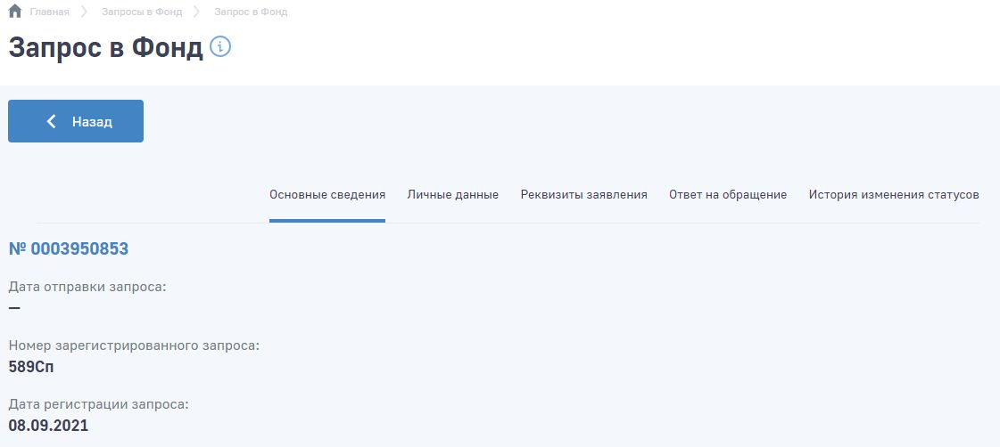 Главная Запросы в Фонд Запрос в Фонд
Запрос в Фонд
Назад
Основные сведения Личные данные Реквизиты заявления Ответ на обращение История изменения статусов
№ 0003950853
Дата отправки запроса:
—
Номер зарегистрированного запроса:
589Сп
Дата регистрации запроса:
08.09.2021